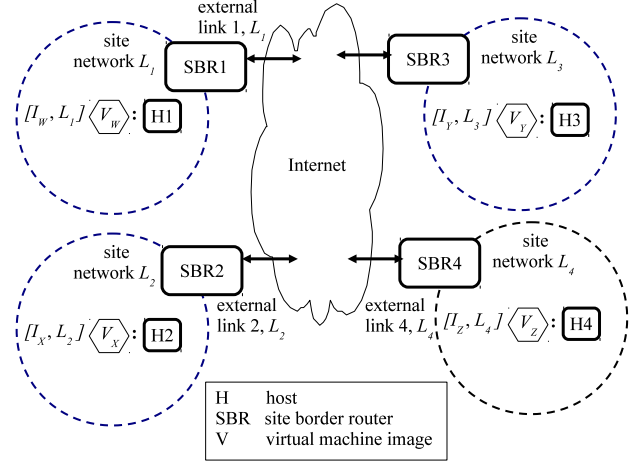 external
link 1, L1
site
network L1
SBR1
[IW, L1] VW : H1
SBR3
site
network L3
[IY, L3] VY : H3
Internet
site
network L2
SBR2
external
link 2, L2
[IX, L2] VX : H2
SBR4
site
network L4
external
link 4, L4
[IZ, L4] VZ : H4
H host
SBR site border router
V virtual machine image